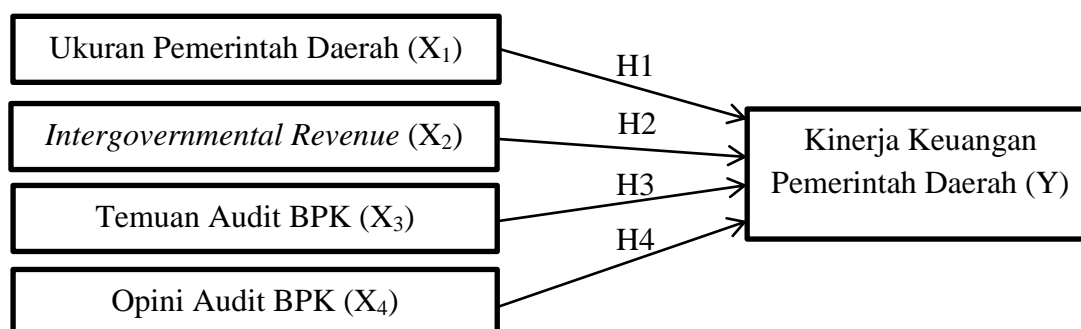 Ukuran Pemerintah Daerah (X₁)
H1
Intergovernmental Revenue (X₂)
H2
Kinerja Keuangan
Pemerintah Daerah (Y)
Temuan Audit BPK (X₃)
H3
H4
Opini Audit BPK (X₄)